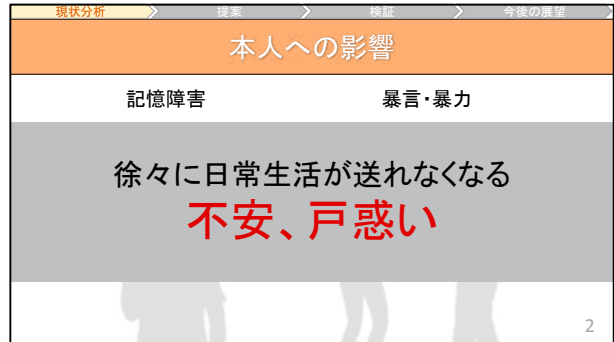 現状分析 提案 検証 今後の展望
本人への影響
記憶障害 暴言・暴力
徐々に日常生活が送れなくなる
不安、戸惑い
2